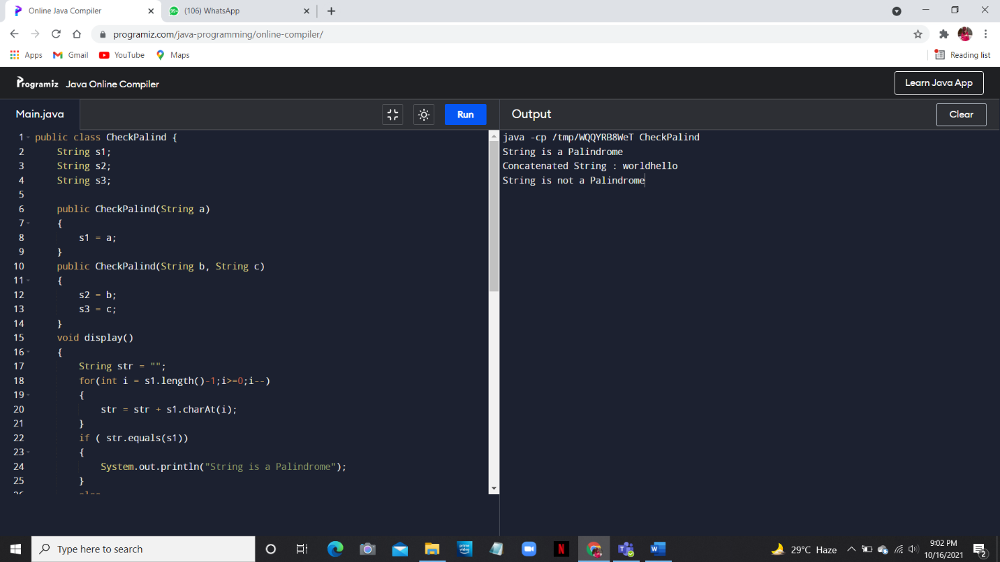 Online Java Compiler
99+ (106) WhatsApp
programiz.com/java-programming/online-compiler/
Apps Gmail YouTube Maps Reading list
Programiz Java Online Compiler Learn Java App
Main.java Run Output Clear
1 public class CheckPalind {
2 String s1;
3 String s2;
4 String s3;
5
6 public CheckPalind(String a)
7 {
8 s1 = a;
9 }
10 public CheckPalind(String b, String c)
11 {
12 s2 = b;
13 s3 = c;
14 }
15 void display()
16 {
17 String str = "";
18 for(int i = s1.length()-1;i>=0;i--)
19 {
20 str = str + s1.charAt(i);
21 }
22 if ( str.equals(s1))
23 {
24 System.out.println("String is a Palindrome");
25 }
26 else
java -cp /tmp/WQQYRB8WeT CheckPalind
String is a Palindrome
Concatenated String : worldhello
String is not a Palindrome
Type here to search
prime video
N
W
29°C Haze
9:02 PM
10/16/2021
2